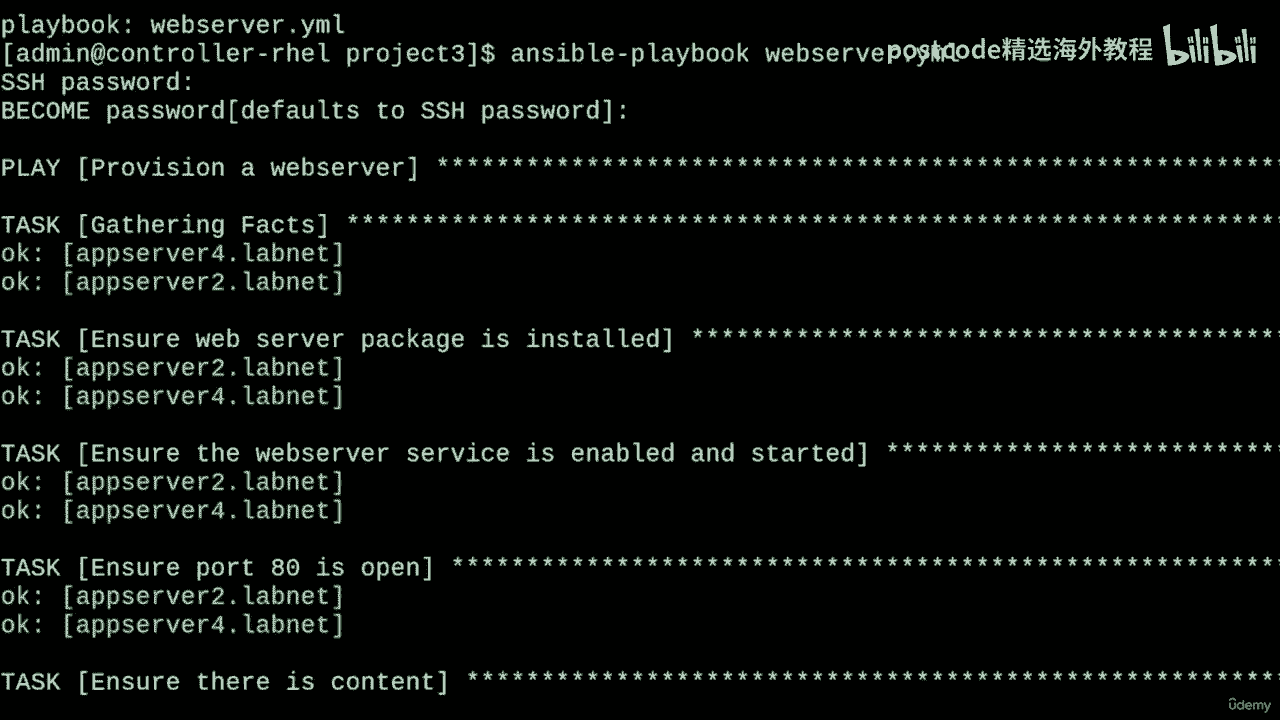 playbook: webserver.yml
[admin@controller-rhel project3]$ ansible-playbook webserver.yml
postcode精选海外教程 bilibili
SSH password:
BECOME password[defaults to SSH password]:
PLAY [Provision a webserver] ********************************************************
TASK [Gathering Facts] **************************************************************
ok: [appserver4.labnet]
ok: [appserver2.labnet]
TASK [Ensure web server package is installed] ***************************************
ok: [appserver2.labnet]
ok: [appserver4.labnet]
TASK [Ensure the webserver service is enabled and started] **************************
ok: [appserver2.labnet]
ok: [appserver4.labnet]
TASK [Ensure port 80 is open] *******************************************************
ok: [appserver2.labnet]
ok: [appserver4.labnet]
TASK [Ensure there is content] ******************************************************
udemy